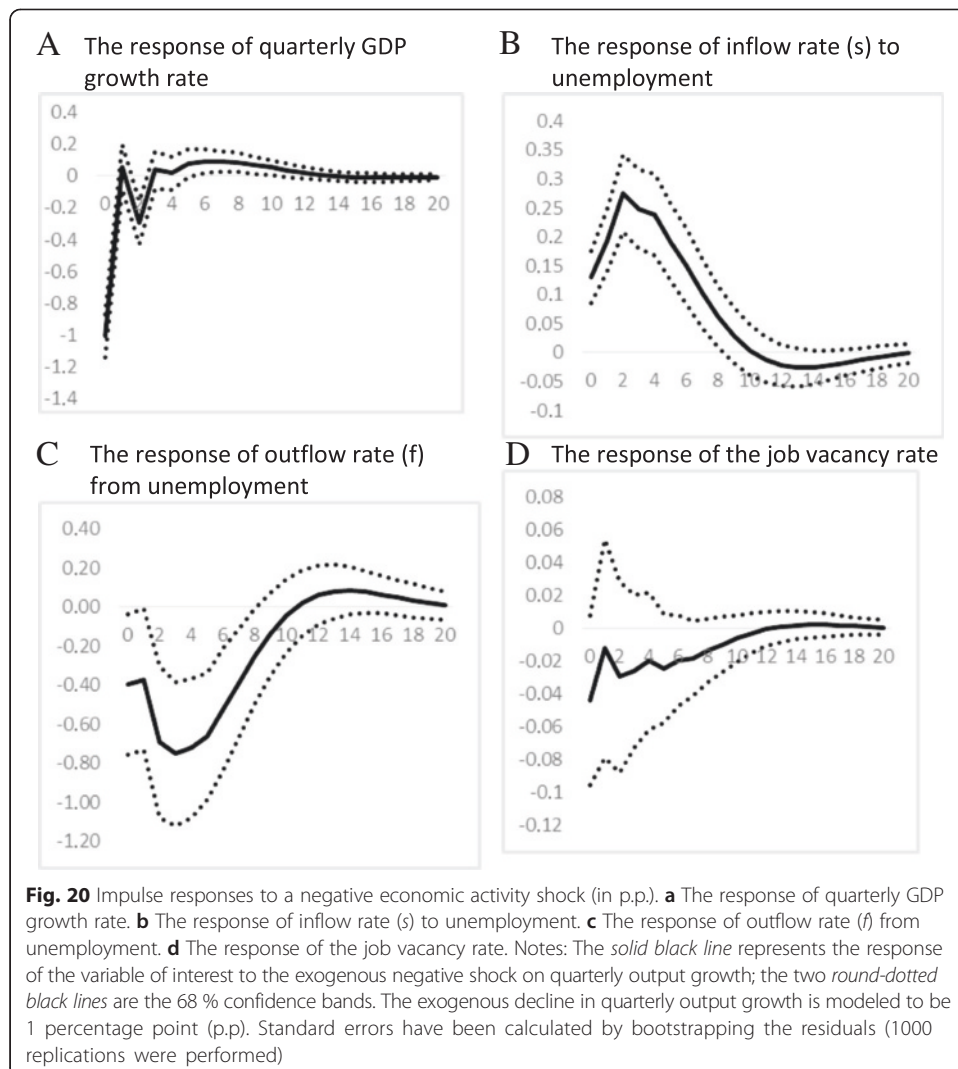 A The response of quarterly GDP
growth rate
0.4
0.2
0
-0.2
-0.4
-0.6
-0.8
-1
-1.2
-1.4
0 4 6 8 10 12 14 16 18 20
B The response of inflow rate (s) to
unemployment
0.4
0.35
0.3
0.25
0.2
0.15
0.1
0.05
0
-0.05
-0.1
0 2 4 6 8 10 12 14 16 18 20
C The response of outflow rate (f)
from unemployment
0.40
0.20
0.00
-0.20
-0.40
-0.60
-0.80
-1.00
-1.20
0 2 4 6 8 10 12 14 16 18 20
D The response of the job vacancy rate
0.08
0.06
0.04
0.02
0
-0.02
-0.04
-0.06
-0.08
-0.1
-0.12
0 2 4 6 8 10 12 14 16 18 20
Fig. 20 Impulse responses to a negative economic activity shock (in p.p.). a The response of quarterly GDP
growth rate. b The response of inflow rate (s) to unemployment. c The response of outflow rate (f) from
unemployment. d The response of the job vacancy rate. Notes: The solid black line represents the response
of the variable of interest to the exogenous negative shock on quarterly output growth; the two round-dotted
black lines are the 68 % confidence bands. The exogenous decline in quarterly output growth is modeled to be
1 percentage point (p.p). Standard errors have been calculated by bootstrapping the residuals (1000
replications were performed)